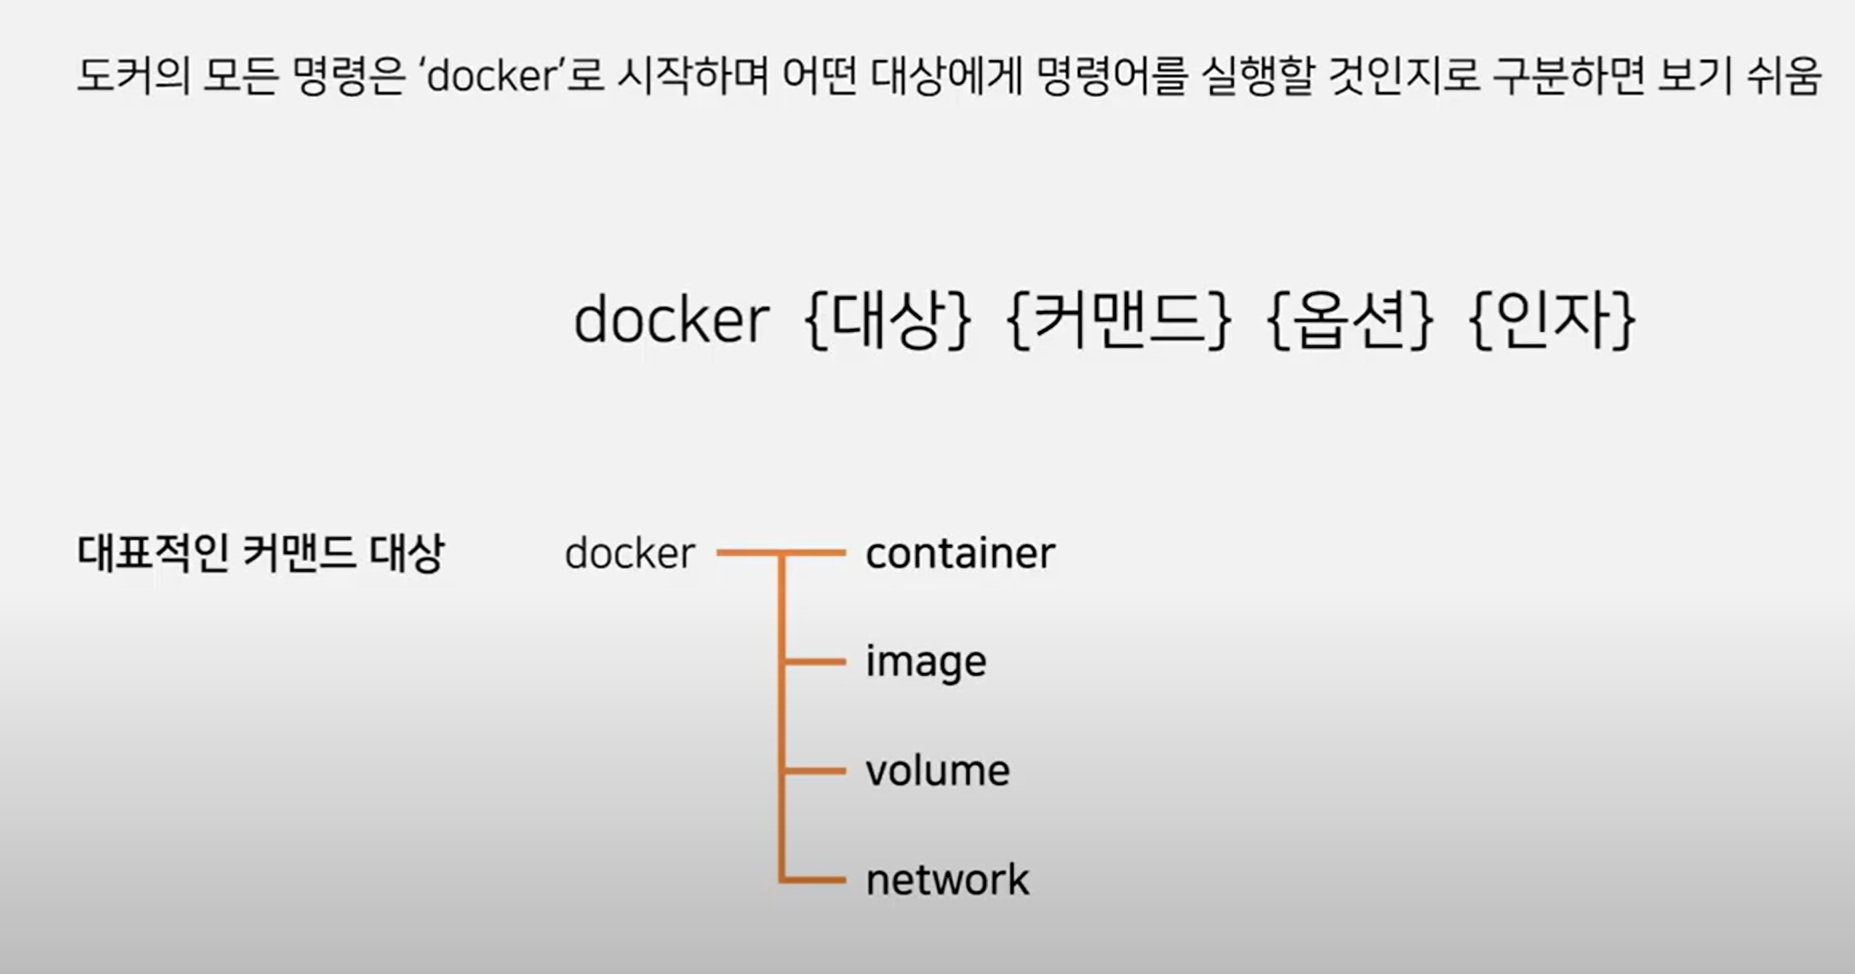 도커의 모든 명령은 ‘docker’로 시작하며 어떤 대상에게 명령어를 실행할 것인지로 구분하면 보기 쉬움
docker {대상} {커맨드} {옵션} {인자}
대표적인 커맨드 대상 docker container
image
volume
network